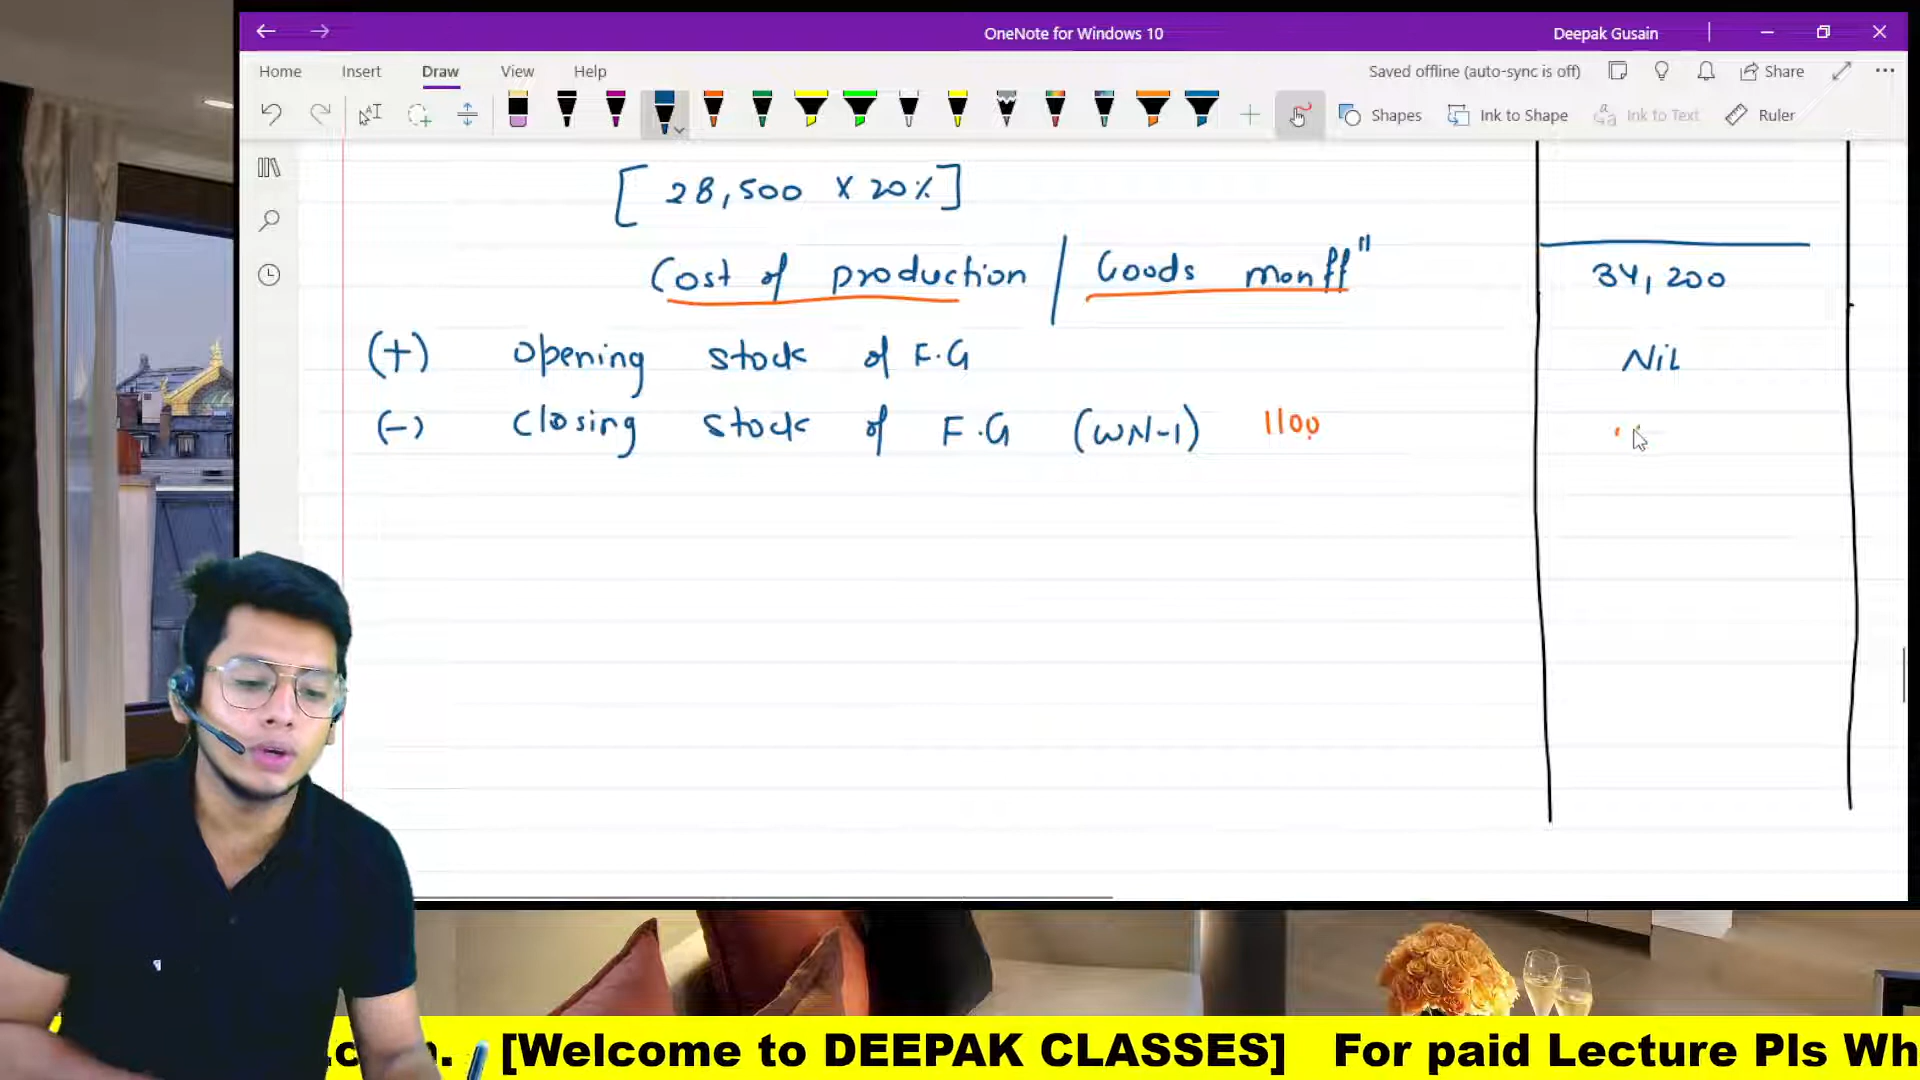 OneNote for Windows 10
Deepak Gusain
Home Insert Draw View Help
Saved offline (auto-sync is off)
Share
Shapes
Ink to Shape
Ink to Text
Ruler
[ 28,500 X 20% ]
Cost of production / Goods manff"
34,200
(+) Opening stock of F.G
Nil
(-) Closing stock of F.G (WN-1) 1100
[Welcome to DEEPAK CLASSES] For paid Lecture Pls Wh